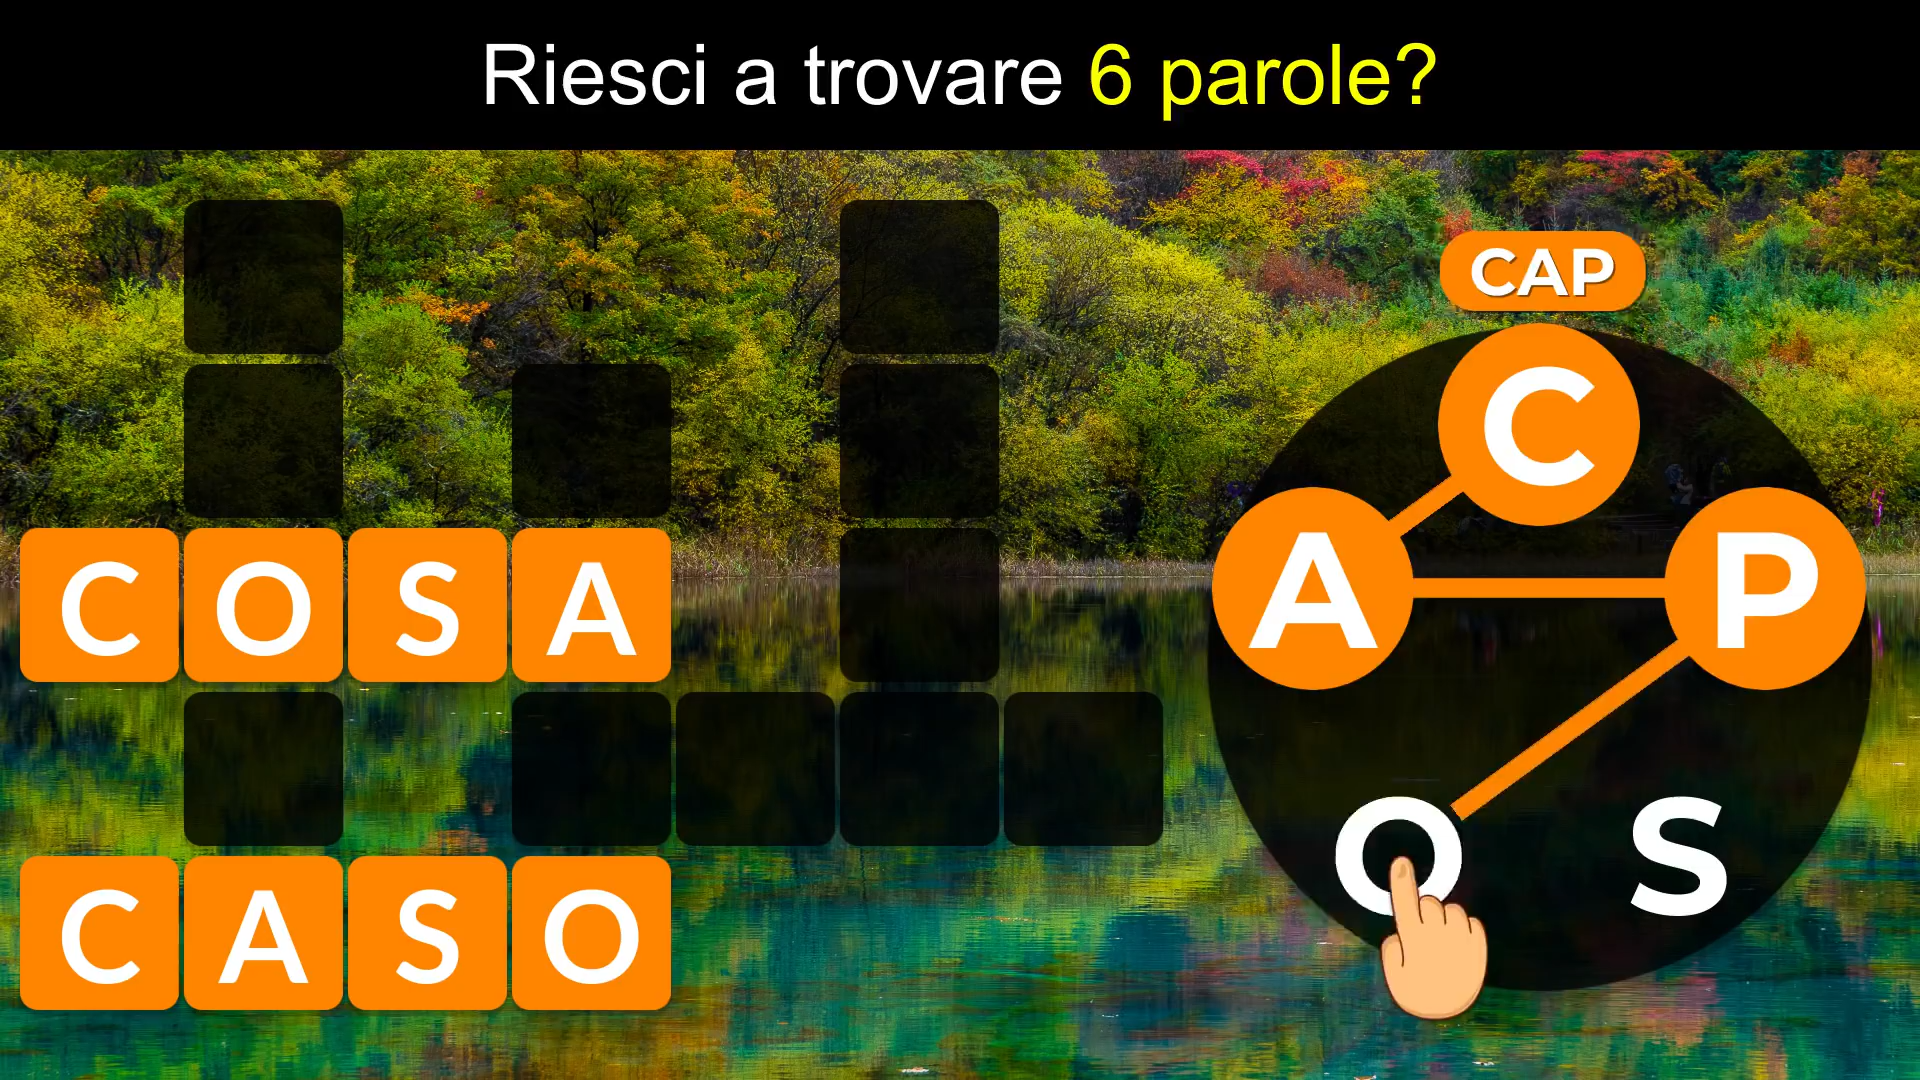 Riesci a trovare 6 parole?
CAP
C
A P
COSA
O S
CASO